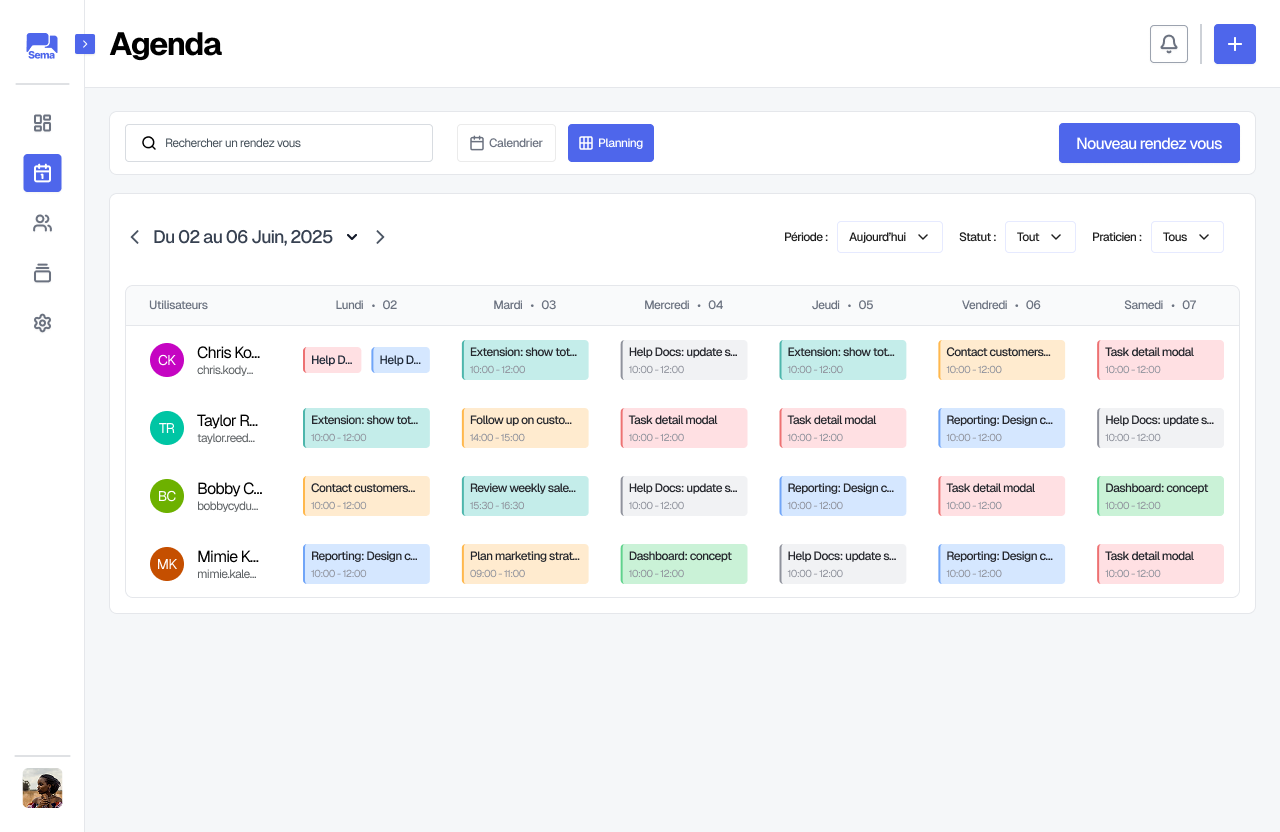 Sema
Agenda
Rechercher un rendez vous
Calendrier
Planning
Nouveau rendez vous
Du 02 au 06 Juin, 2025
Période :
Aujourd'hui
Statut :
Tout
Praticien :
Tous
Utilisateurs
Lundi • 02
Mardi • 03
Mercredi • 04
Jeudi • 05
Vendredi • 06
Samedi • 07
CK
Chris Ko...
chris.kody...
Help D...
Help D...
Extension: show tot...
10:00 - 12:00
Help Docs: update s...
10:00 - 12:00
Extension: show tot...
10:00 - 12:00
Contact customers...
10:00 - 12:00
Task detail modal
10:00 - 12:00
TR
Taylor R...
taylor.reed...
Extension: show tot...
10:00 - 12:00
Follow up on custo...
14:00 - 15:00
Task detail modal
10:00 - 12:00
Task detail modal
10:00 - 12:00
Reporting: Design c...
10:00 - 12:00
Help Docs: update s...
10:00 - 12:00
BC
Bobby C...
bobbycydu...
Contact customers...
10:00 - 12:00
Review weekly sale...
15:30 - 16:30
Help Docs: update s...
10:00 - 12:00
Reporting: Design c...
10:00 - 12:00
Task detail modal
10:00 - 12:00
Dashboard: concept
10:00 - 12:00
MK
Mimie K...
mimie.kale...
Reporting: Design c...
10:00 - 12:00
Plan marketing strat...
09:00 - 11:00
Dashboard: concept
10:00 - 12:00
Help Docs: update s...
10:00 - 12:00
Reporting: Design c...
10:00 - 12:00
Task detail modal
10:00 - 12:00